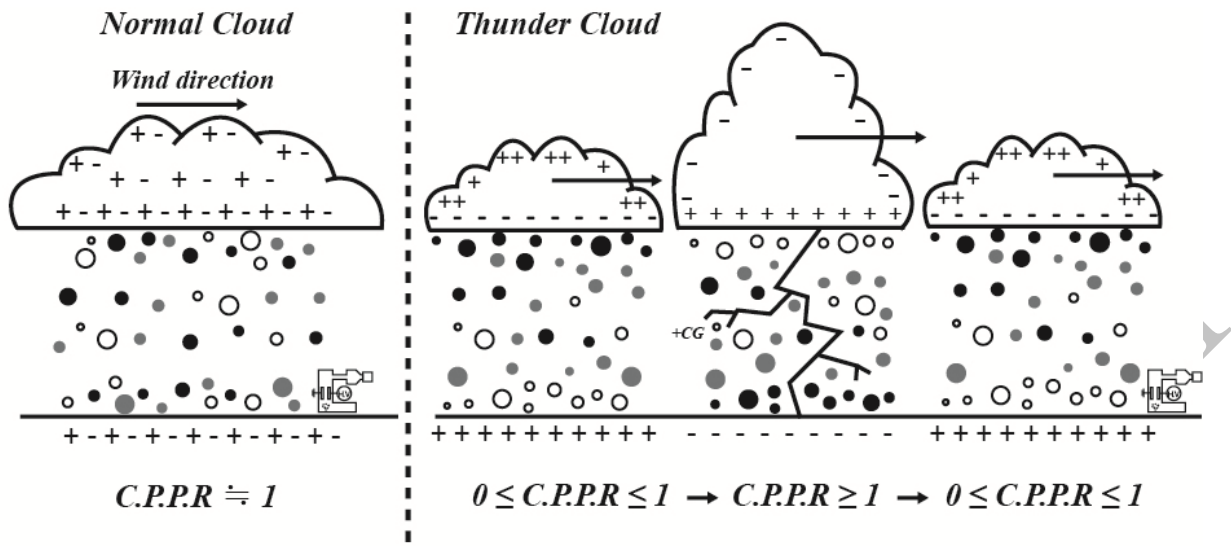 Normal Cloud
Thunder Cloud
Wind direction
+ - + -
+ - + -
+ - + - + -
+ - + - + - + - + - + - + -
++ ++ +
+
++ ++
- - - - - - - - - - -
-
- -
- -
- -
- -
+ + + + + + + + +
++ ++ +
+
++ ++
- - - - - - - - - - -
+CG
+ - + - + - + - + - + - + -
+ + + + + + + + + +
- - - - - - - - -
+ + + + + + + + + +
C.P.P.R ≒ 1
0 ≤ C.P.P.R ≤ 1 → C.P.P.R ≥ 1 → 0 ≤ C.P.P.R ≤ 1